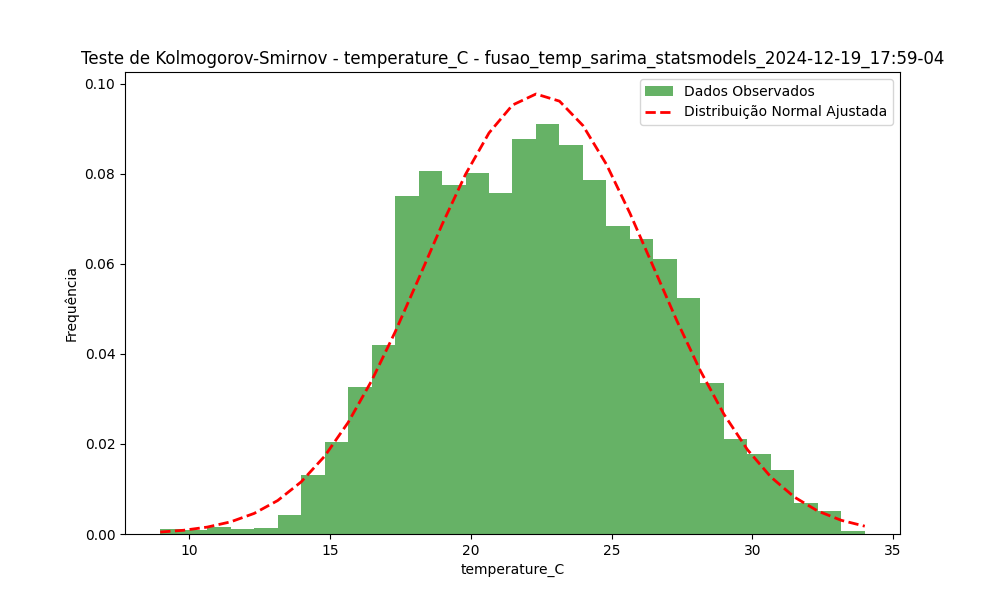 Teste de Kolmogorov-Smirnov - temperature_C - fusao_temp_sarima_statsmodels_2024-12-19_17:59-04
Dados Observados
Distribuição Normal Ajustada
Frequência
0.10
0.08
0.06
0.04
0.02
0.00
10
15
20
25
30
35
temperature_C